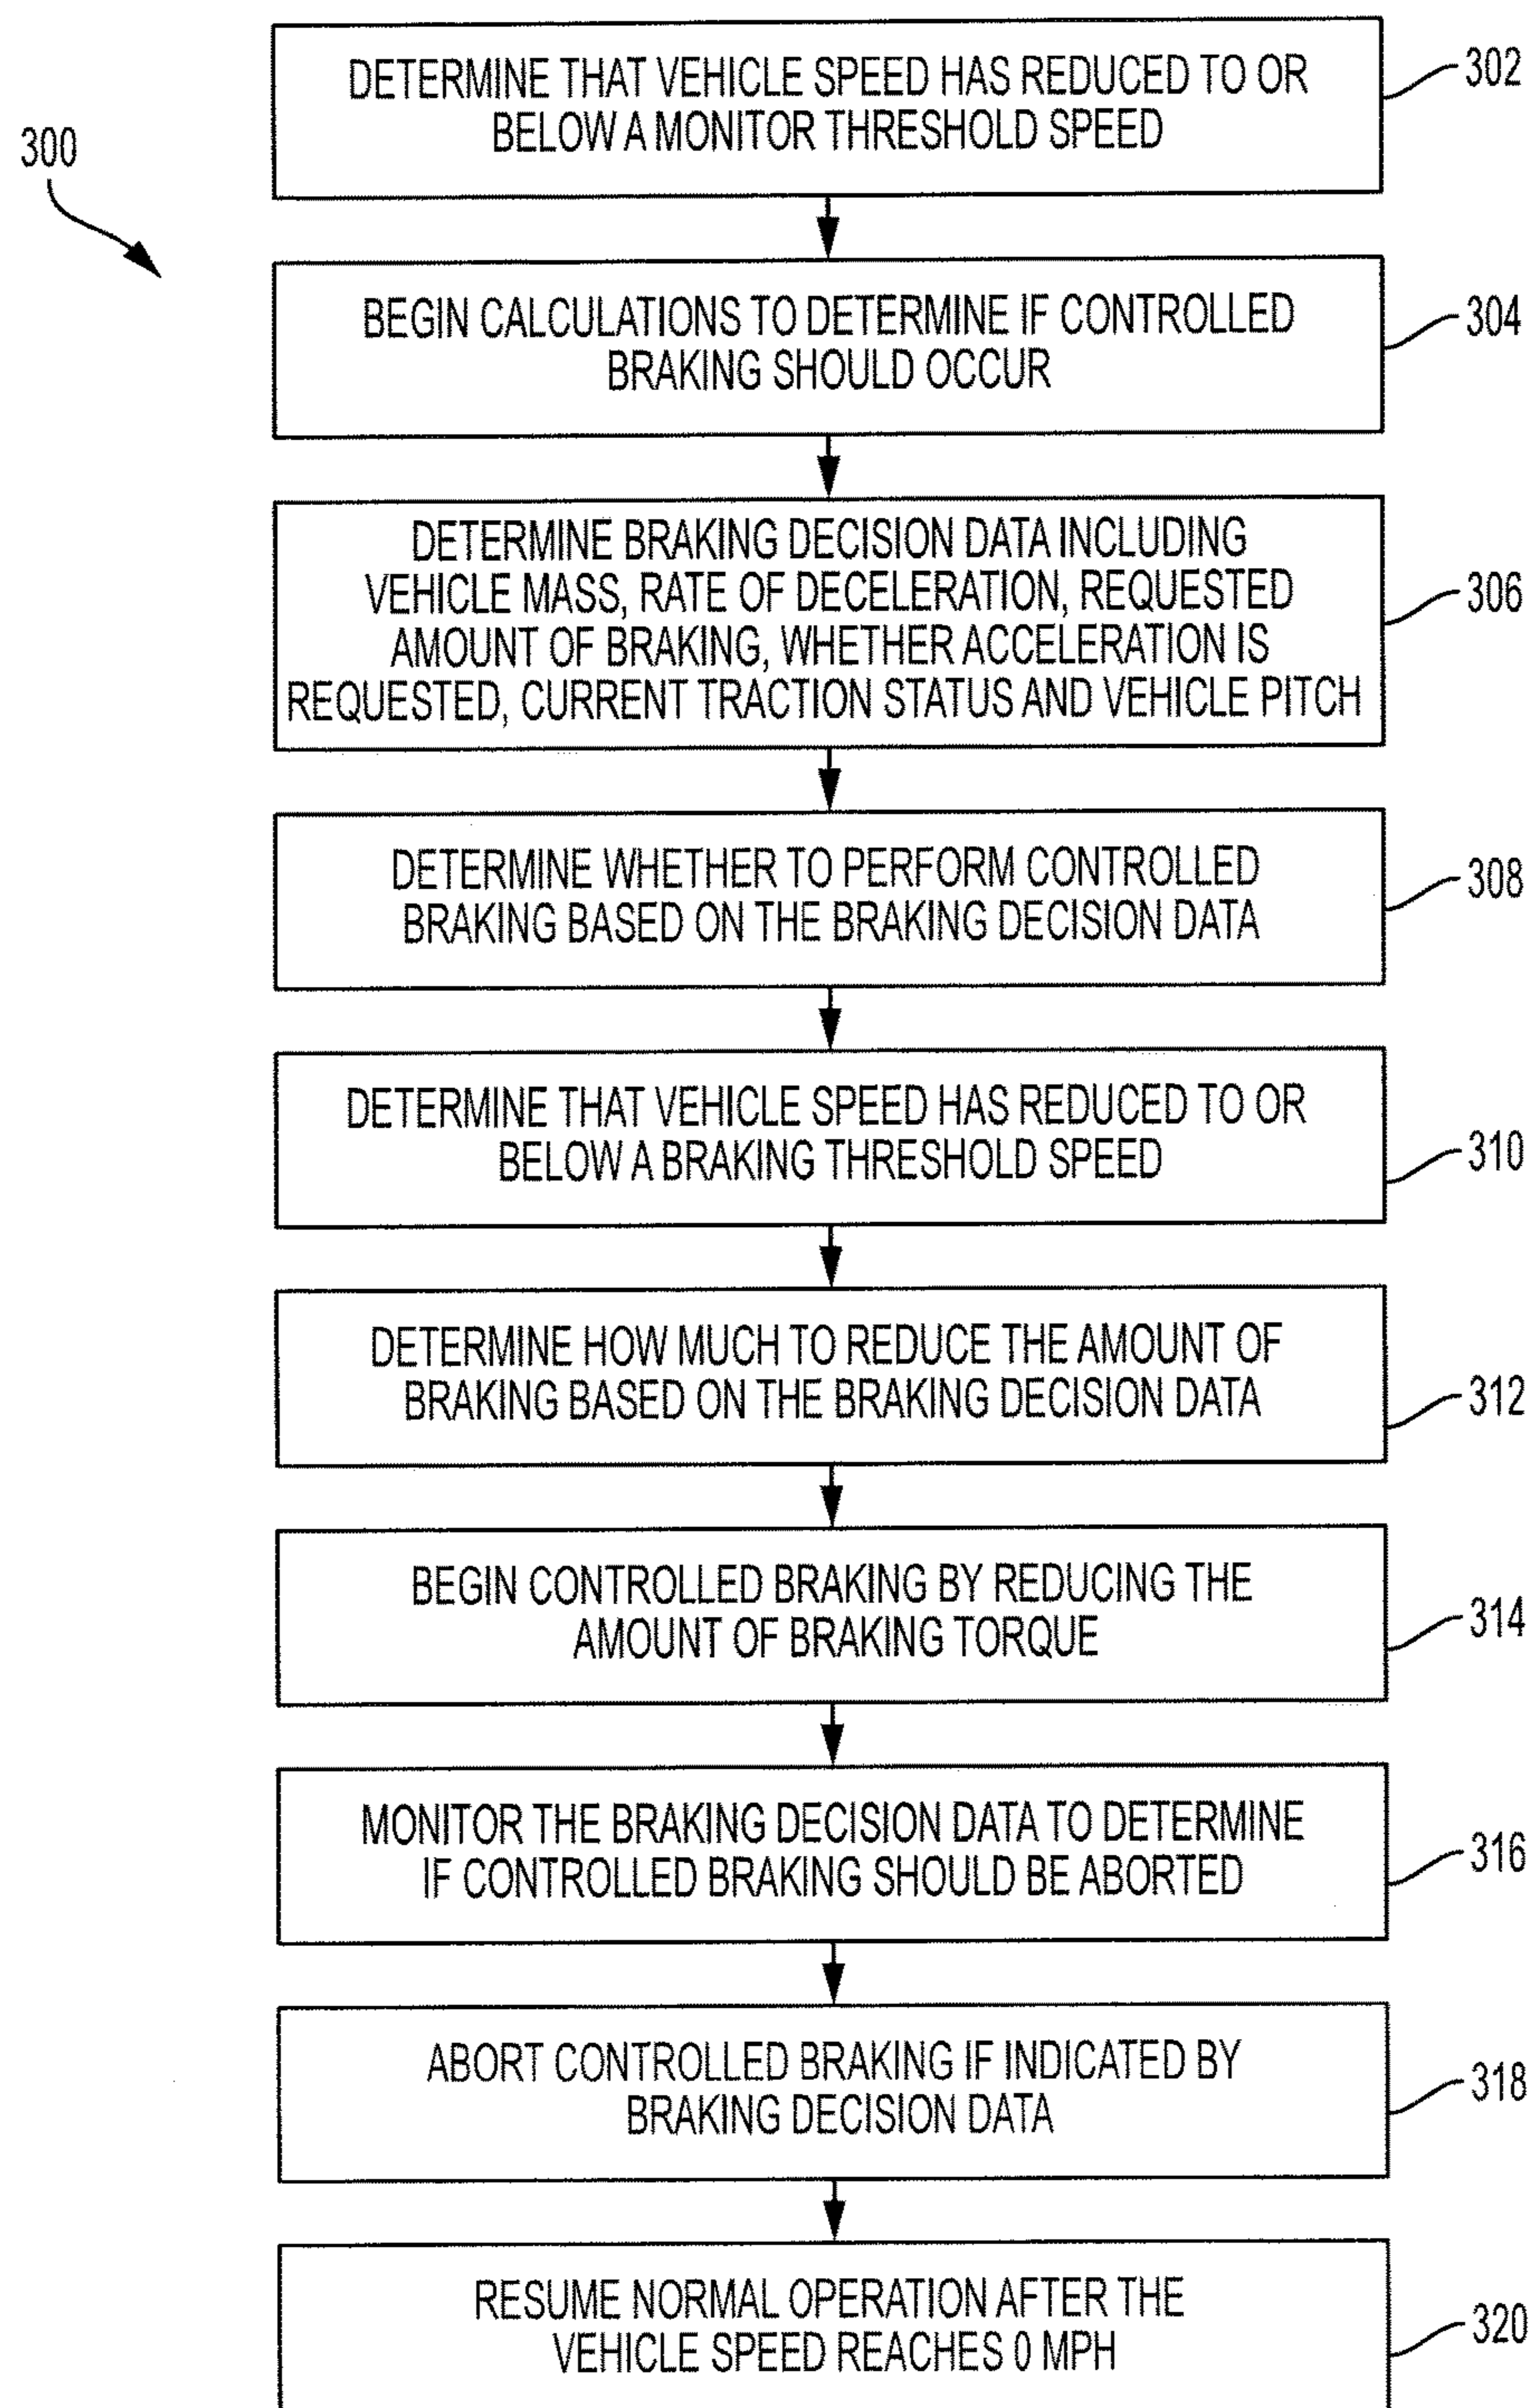 DETERMINE THAT VEHICLE SPEED HAS REDUCED TO OR
BELOW A MONITOR THRESHOLD SPEED
302
300
BEGIN CALCULATIONS TO DETERMINE IF CONTROLLED
BRAKING SHOULD OCCUR
304
DETERMINE BRAKING DECISION DATA INCLUDING
VEHICLE MASS, RATE OF DECELERATION, REQUESTED
AMOUNT OF BRAKING, WHETHER ACCELERATION IS
REQUESTED, CURRENT TRACTION STATUS AND VEHICLE PITCH
306
DETERMINE WHETHER TO PERFORM CONTROLLED
BRAKING BASED ON THE BRAKING DECISION DATA
308
DETERMINE THAT VEHICLE SPEED HAS REDUCED TO OR
BELOW A BRAKING THRESHOLD SPEED
310
DETERMINE HOW MUCH TO REDUCE THE AMOUNT OF
BRAKING BASED ON THE BRAKING DECISION DATA
312
BEGIN CONTROLLED BRAKING BY REDUCING THE
AMOUNT OF BRAKING TORQUE
314
MONITOR THE BRAKING DECISION DATA TO DETERMINE
IF CONTROLLED BRAKING SHOULD BE ABORTED
316
ABORT CONTROLLED BRAKING IF INDICATED BY
BRAKING DECISION DATA
318
RESUME NORMAL OPERATION AFTER THE
VEHICLE SPEED REACHES 0 MPH
320